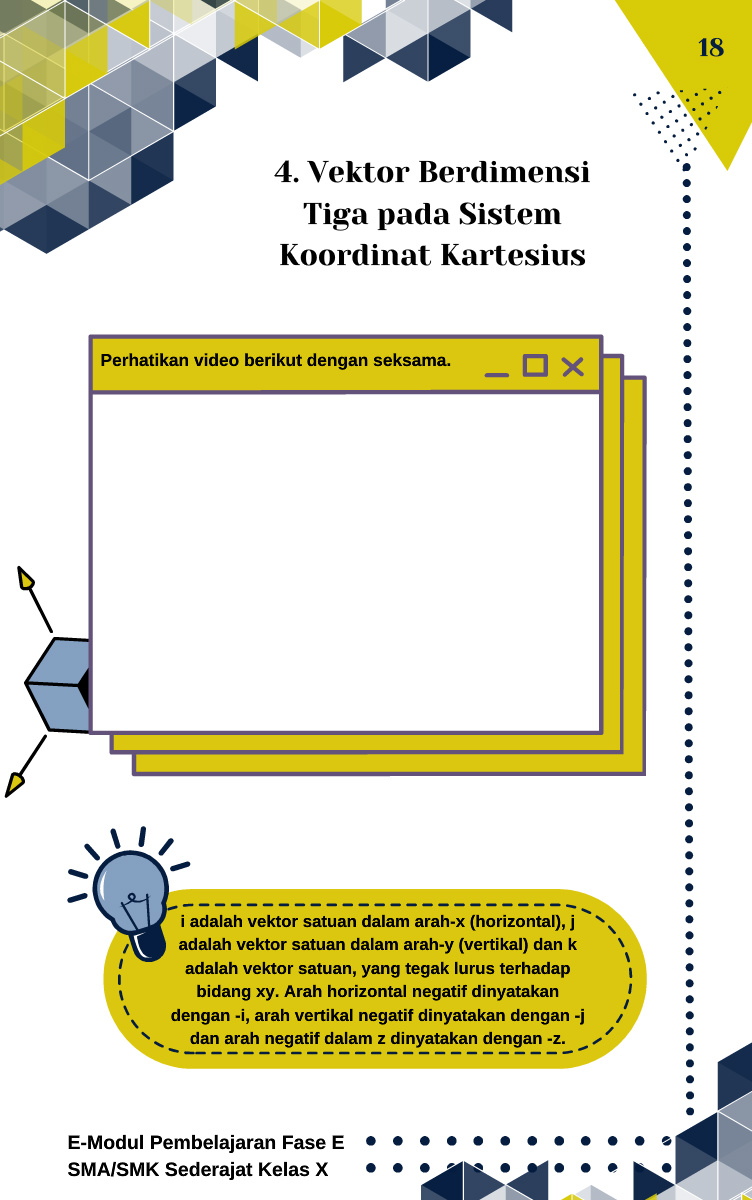 18
4. Vektor Berdimensi
Tiga pada Sistem
Koordinat Kartesius
Perhatikan video berikut dengan seksama.
i adalah vektor satuan dalam arah-x (horizontal), j
adalah vektor satuan dalam arah-y (vertikal) dan k
adalah vektor satuan, yang tegak lurus terhadap
bidang xy. Arah horizontal negatif dinyatakan
dengan -i, arah vertikal negatif dinyatakan dengan -j
dan arah negatif dalam z dinyatakan dengan -z.
E-Modul Pembelajaran Fase E
SMA/SMK Sederajat Kelas X